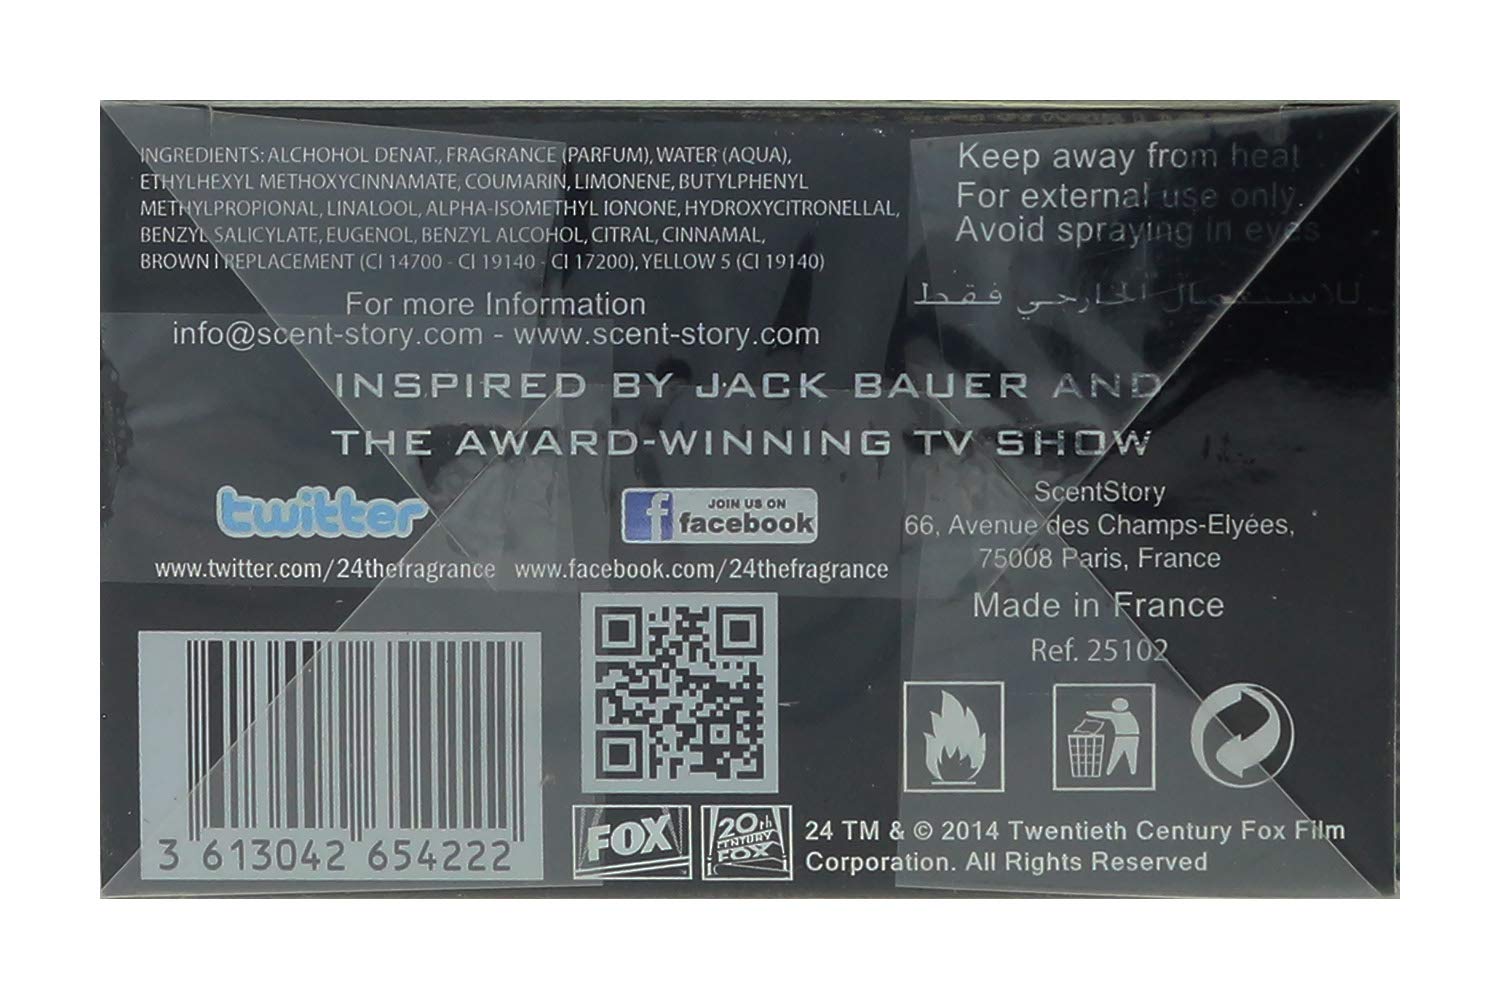 INGREDIENTS: ALCHOHOL DENAT., FRAGRANCE (PARFUM), WATER (AQUA),
ETHYLHEXYL METHOXYCINNAMATE, COUMARIN, LIMONENE, BUTYLPHENYL
METHYLPROPIONAL, LINALOOL, ALPHA-ISOMETHYL IONONE, HYDROXYCITRONELLAL,
BENZYL SALICYLATE, EUGENOL, BENZYL ALCOHOL, CITRAL, CINNAMAL,
BROWN I REPLACEMENT (CI 14700 - CI 19140 - CI 17200), YELLOW 5 (CI 19140)
For more Information
info@scent-story.com - www.scent-story.com
Keep away from heat
For external use only.
Avoid spraying in eyes
للاستعمال الخارجي فقط
INSPIRED BY JACK BAUER AND
THE AWARD-WINNING TV SHOW
twitter
www.twitter.com/24thefragrance
JOIN US ON
facebook
www.facebook.com/24thefragrance
ScentStory
66, Avenue des Champs-Elyées,
75008 Paris, France
Made in France
Ref. 25102
3 613042 654222
FOX
20th
CENTURY
FOX
24 TM & © 2014 Twentieth Century Fox Film
Corporation. All Rights Reserved